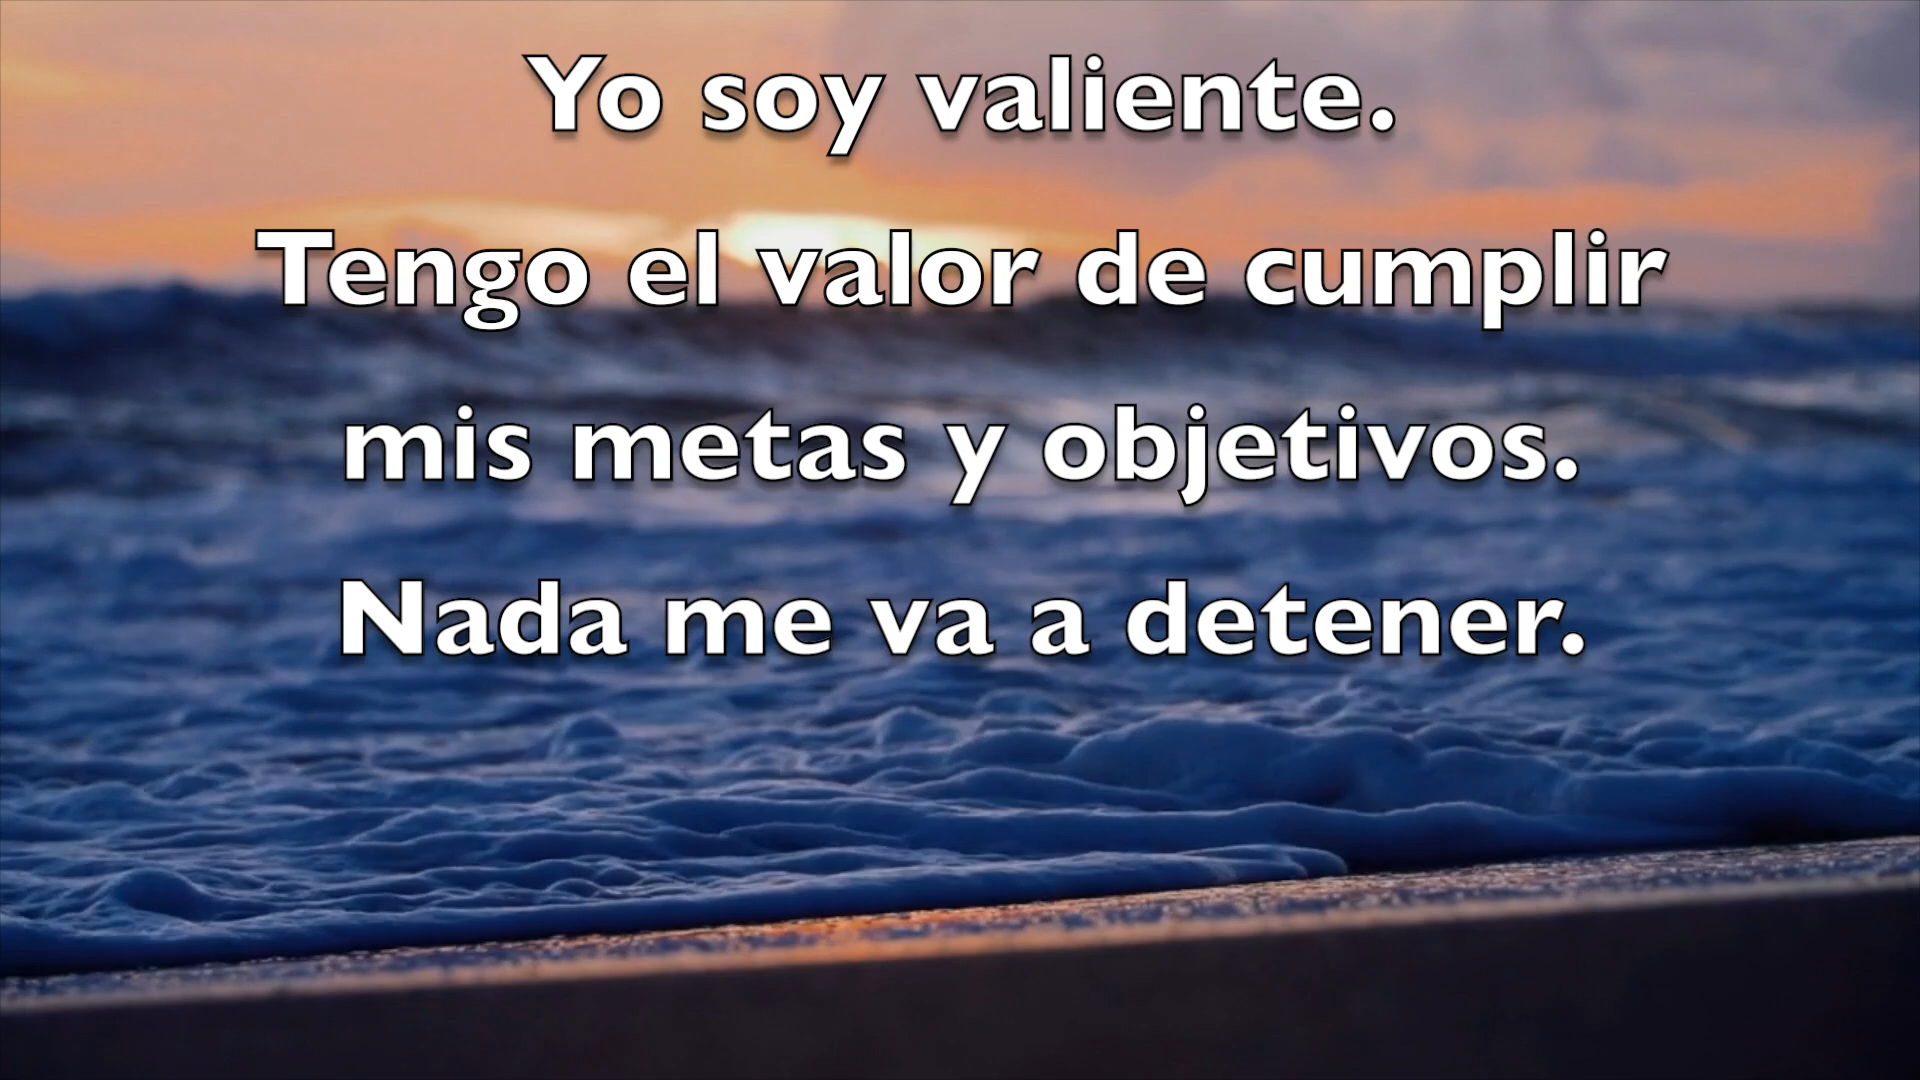 Yo soy valiente.
Tengo el valor de cumplir
mis metas y objetivos.
Nada me va a detener.